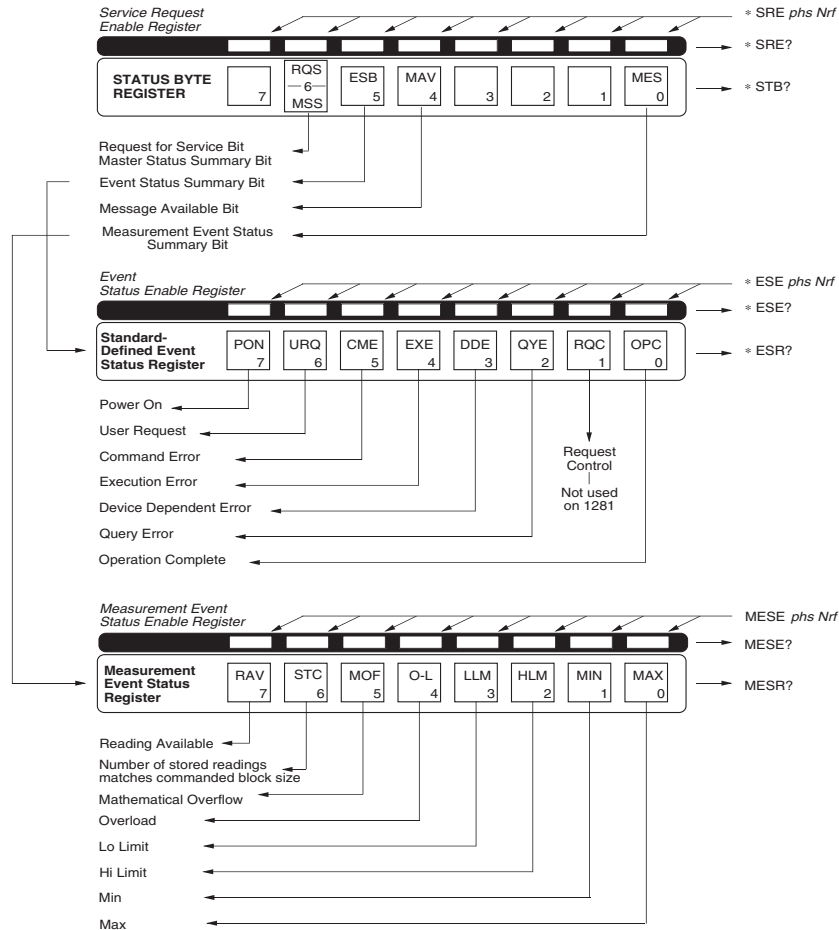 Service Request
Enable Register
∗ SRE phs Nrf
∗ SRE?
STATUS BYTE
REGISTER
7
RQS
6
MSS
ESB
5
MAV
4
3
2
1
MES
0
∗ STB?
Request for Service Bit
Master Status Summary Bit
Event Status Summary Bit
Message Available Bit
Measurement Event Status
Summary Bit
Event
Status Enable Register
∗ ESE phs Nrf
∗ ESE?
Standard-
Defined Event
Status Register
PON
7
URQ
6
CME
5
EXE
4
DDE
3
QYE
2
RQC
1
OPC
0
∗ ESR?
Power On
User Request
Command Error
Execution Error
Device Dependent Error
Query Error
Operation Complete
Request
Control
Not used
on 1281
Measurement Event
Status Enable Register
MESE phs Nrf
MESE?
Measurement
Event Status
Register
RAV
7
STC
6
MOF
5
O-L
4
LLM
3
HLM
2
MIN
1
MAX
0
MESR?
Reading Available
Number of stored readings
matches commanded block size
Mathematical Overflow
Overload
Lo Limit
Hi Limit
Min
Max